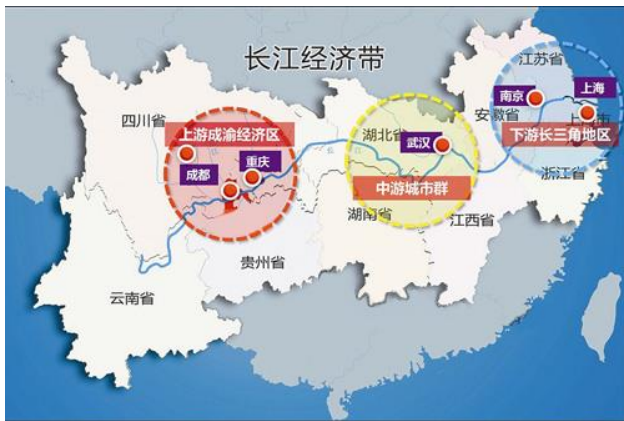 长江经济带
江苏省
上海
南京
四川省
安徽省
上海市
上游成渝经济区
湖北省
下游长三角地区
武汉
重庆
成都
浙江省
中游城市群
湖南省
江西省
贵州省
云南省